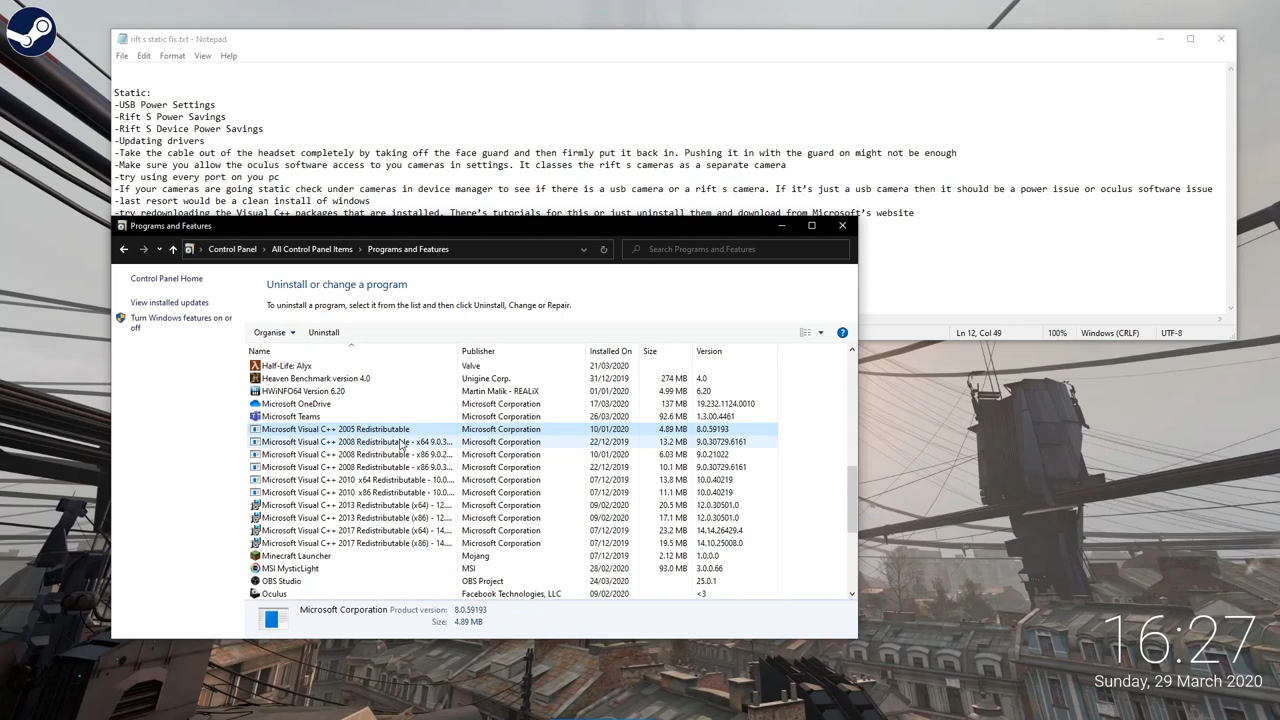 rift s static fix.txt - Notepad
File Edit Format View Help
Static:
-USB Power Settings
-Rift S Power Savings
-Rift S Device Power Savings
-Updating drivers
-Take the cable out of the headset completely by taking off the face guard and then firmly put it back in. Pushing it in with the guard on might not be enough
-Make sure you allow the oculus software access to you cameras in settings. It classes the rift s cameras as a separate camera
-try using every port on you pc
-If your cameras are going static check under cameras in device manager to see if there is a usb camera or a rift s camera. If it's just a usb camera then it should be a power issue or oculus software issue
-last resort would be a clean install of windows
-try redownloading the Visual C++ packages that are installed. There's tutorials for this or just uninstall them and download from Microsoft's website
Ln 12, Col 49 100% Windows (CRLF) UTF-8
Programs and Features
Control Panel All Control Panel Items Programs and Features
Search Programs and Features
Control Panel Home
View installed updates
Turn Windows features on or
off
Uninstall or change a program
To uninstall a program, select it from the list and then click Uninstall, Change or Repair.
Organise Uninstall
Name Publisher Installed On Size Version
Half-Life: Alyx Valve 21/03/2020
Heaven Benchmark version 4.0 Unigine Corp. 31/12/2019 274 MB 4.0
HWiNFO64 Version 6.20 Martin Malik - REALiX 01/01/2020 4.99 MB 6.20
Microsoft OneDrive Microsoft Corporation 17/03/2020 137 MB 19.232.1124.0010
Microsoft Teams Microsoft Corporation 26/03/2020 92.6 MB 1.3.00.4461
Microsoft Visual C++ 2005 Redistributable Microsoft Corporation 10/01/2020 4.89 MB 8.0.59193
Microsoft Visual C++ 2008 Redistributable - x64 9.0.3... Microsoft Corporation 22/12/2019 13.2 MB 9.0.30729.6161
Microsoft Visual C++ 2008 Redistributable - x86 9.0.2... Microsoft Corporation 10/01/2020 6.03 MB 9.0.21022
Microsoft Visual C++ 2008 Redistributable - x86 9.0.3... Microsoft Corporation 22/12/2019 10.1 MB 9.0.30729.6161
Microsoft Visual C++ 2010 x64 Redistributable - 10.0.... Microsoft Corporation 07/12/2019 13.8 MB 10.0.40219
Microsoft Visual C++ 2010 x86 Redistributable - 10.0.... Microsoft Corporation 07/12/2019 11.1 MB 10.0.40219
Microsoft Visual C++ 2013 Redistributable (x64) - 12.... Microsoft Corporation 09/02/2020 20.5 MB 12.0.30501.0
Microsoft Visual C++ 2013 Redistributable (x86) - 12.... Microsoft Corporation 09/02/2020 17.1 MB 12.0.30501.0
Microsoft Visual C++ 2017 Redistributable (x64) - 14.... Microsoft Corporation 07/12/2019 23.2 MB 14.14.26429.4
Microsoft Visual C++ 2017 Redistributable (x86) - 14.... Microsoft Corporation 07/12/2019 19.5 MB 14.10.25008.0
Minecraft Launcher Mojang 07/12/2019 2.12 MB 1.0.0.0
MSI MysticLight MSI 28/02/2020 93.0 MB 3.0.0.66
OBS Studio OBS Project 24/03/2020 25.0.1
Oculus Facebook Technologies, LLC 09/02/2020 <3
Microsoft Corporation Product version: 8.0.59193
Size: 4.89 MB
16:27
Sunday, 29 March 2020